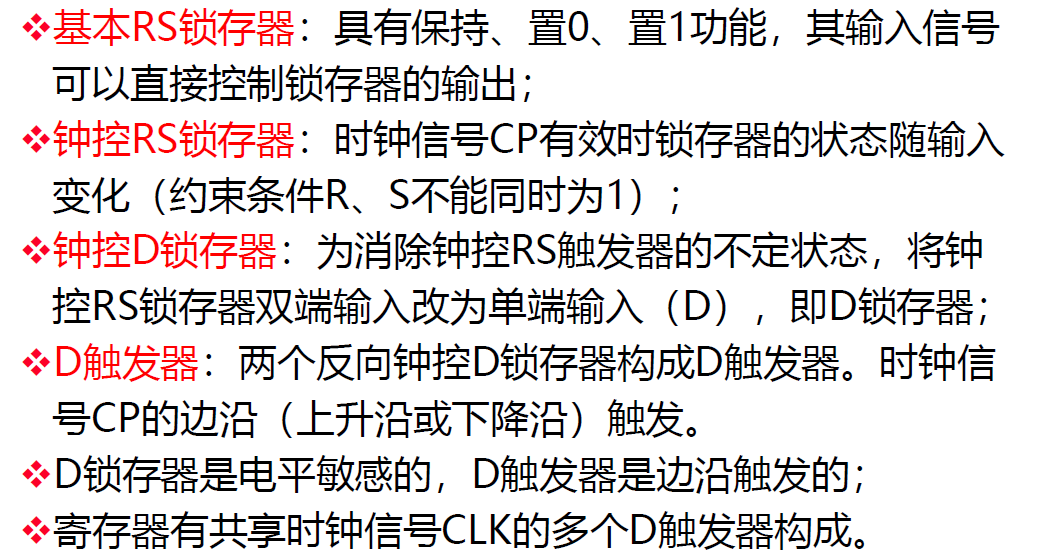 ❖基本RS锁存器：具有保持、置0、置1功能，其输入信号
可以直接控制锁存器的输出；
❖钟控RS锁存器：时钟信号CP有效时锁存器的状态随输入
变化（约束条件R、S不能同时为1）；
❖钟控D锁存器：为消除钟控RS触发器的不定状态，将钟
控RS锁存器双端输入改为单端输入（D），即D锁存器；
❖D触发器：两个反向钟控D锁存器构成D触发器。时钟信
号CP的边沿（上升沿或下降沿）触发。
❖D锁存器是电平敏感的，D触发器是边沿触发的；
❖寄存器有共享时钟信号CLK的多个D触发器构成。